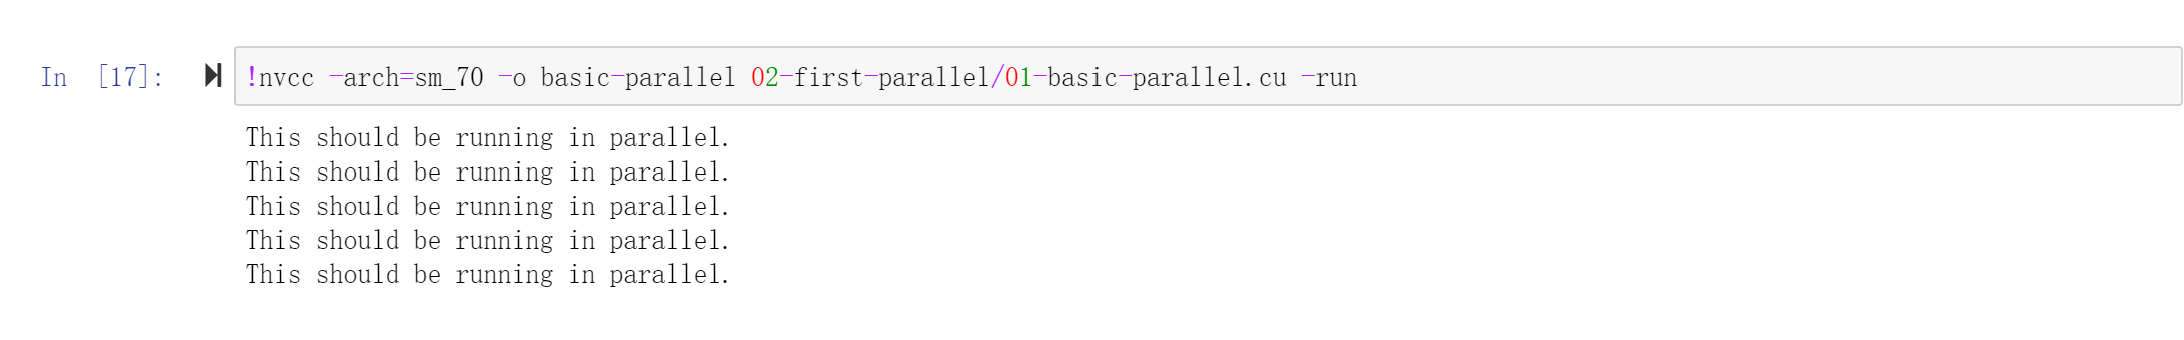 In [17]: !nvcc -arch=sm_70 -o basic-parallel 02-first-parallel/01-basic-parallel.cu -run
This should be running in parallel.
This should be running in parallel.
This should be running in parallel.
This should be running in parallel.
This should be running in parallel.